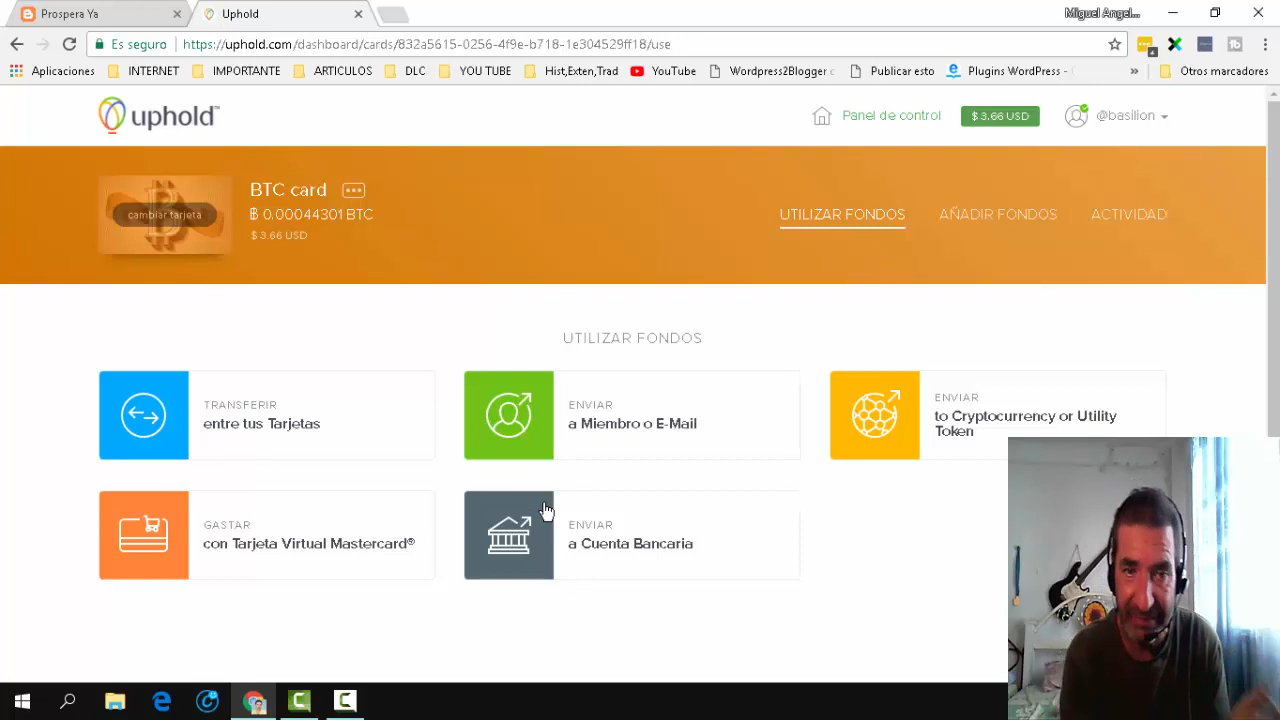 Prospera Ya
Uphold
Miguel Angel...
Es seguro
https://uphold.com/dashboard/cards/832a5615-0256-4f9e-b718-1e304529ff18/use
4
Aplicaciones
INTERNET
IMPORTANTE
ARTICULOS
DLC
YOU TUBE
Hist,Exten,Trad
YouTube
Wordpress2Blogger c
Publicar esto
Plugins WordPress -
»
Otros marcadores
uphold™
Panel de control
$ 3.66 USD
@basilion
cambiar tarjeta
BTC card
฿ 0.00044301 BTC
$ 3.66 USD
UTILIZAR FONDOS
AÑADIR FONDOS
ACTIVIDAD
UTILIZAR FONDOS
TRANSFERIR
entre tus Tarjetas
ENVIAR
a Miembro o E-Mail
ENVIAR
to Cryptocurrency or Utility
Token
GASTAR
con Tarjeta Virtual Mastercard®
ENVIAR
a Cuenta Bancaria